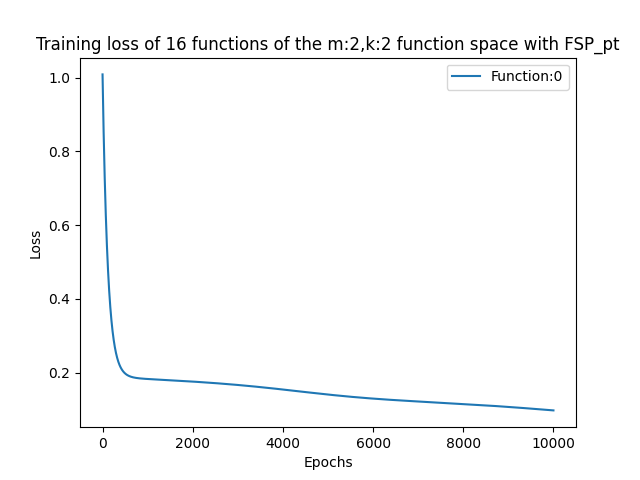 Training loss of 16 functions of the m:2,k:2 function space with FSP_pt
Function:0
1.0
0.8
0.6
0.4
0.2
Loss
0 2000 4000 6000 8000 10000
Epochs